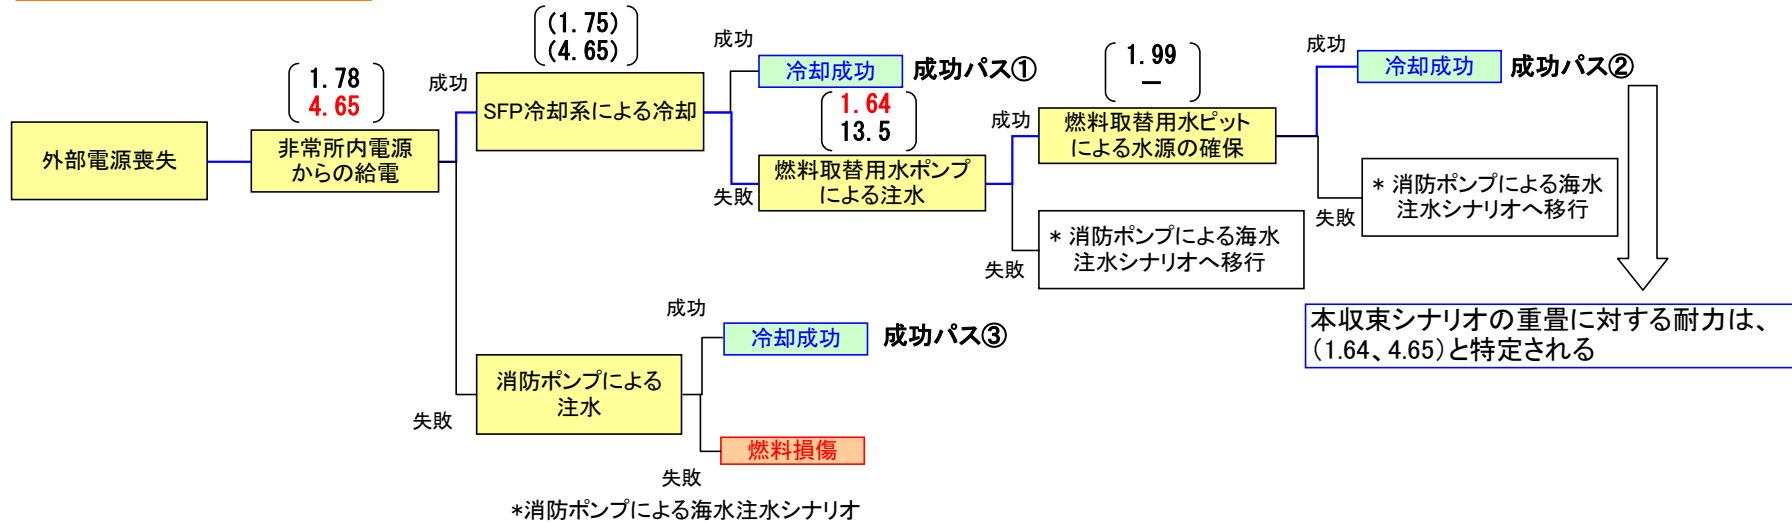 外部電源喪失
1.78
4.65
非常所内電源
からの給電
成功
失敗
(1.75)
(4.65)
SFP冷却系による冷却
成功
冷却成功
成功パス①
失敗
1.64
13.5
燃料取替用水ポンプ
による注水
成功
失敗
1.99
－
燃料取替用水ピット
による水源の確保
成功
冷却成功
成功パス②
失敗
＊消防ポンプによる海水
注水シナリオへ移行
＊消防ポンプによる海水
注水シナリオへ移行
本収束シナリオの重畳に対する耐力は、
(1.64、4.65)と特定される
消防ポンプによる
注水
成功
冷却成功
成功パス③
失敗
燃料損傷
＊消防ポンプによる海水注水シナリオ